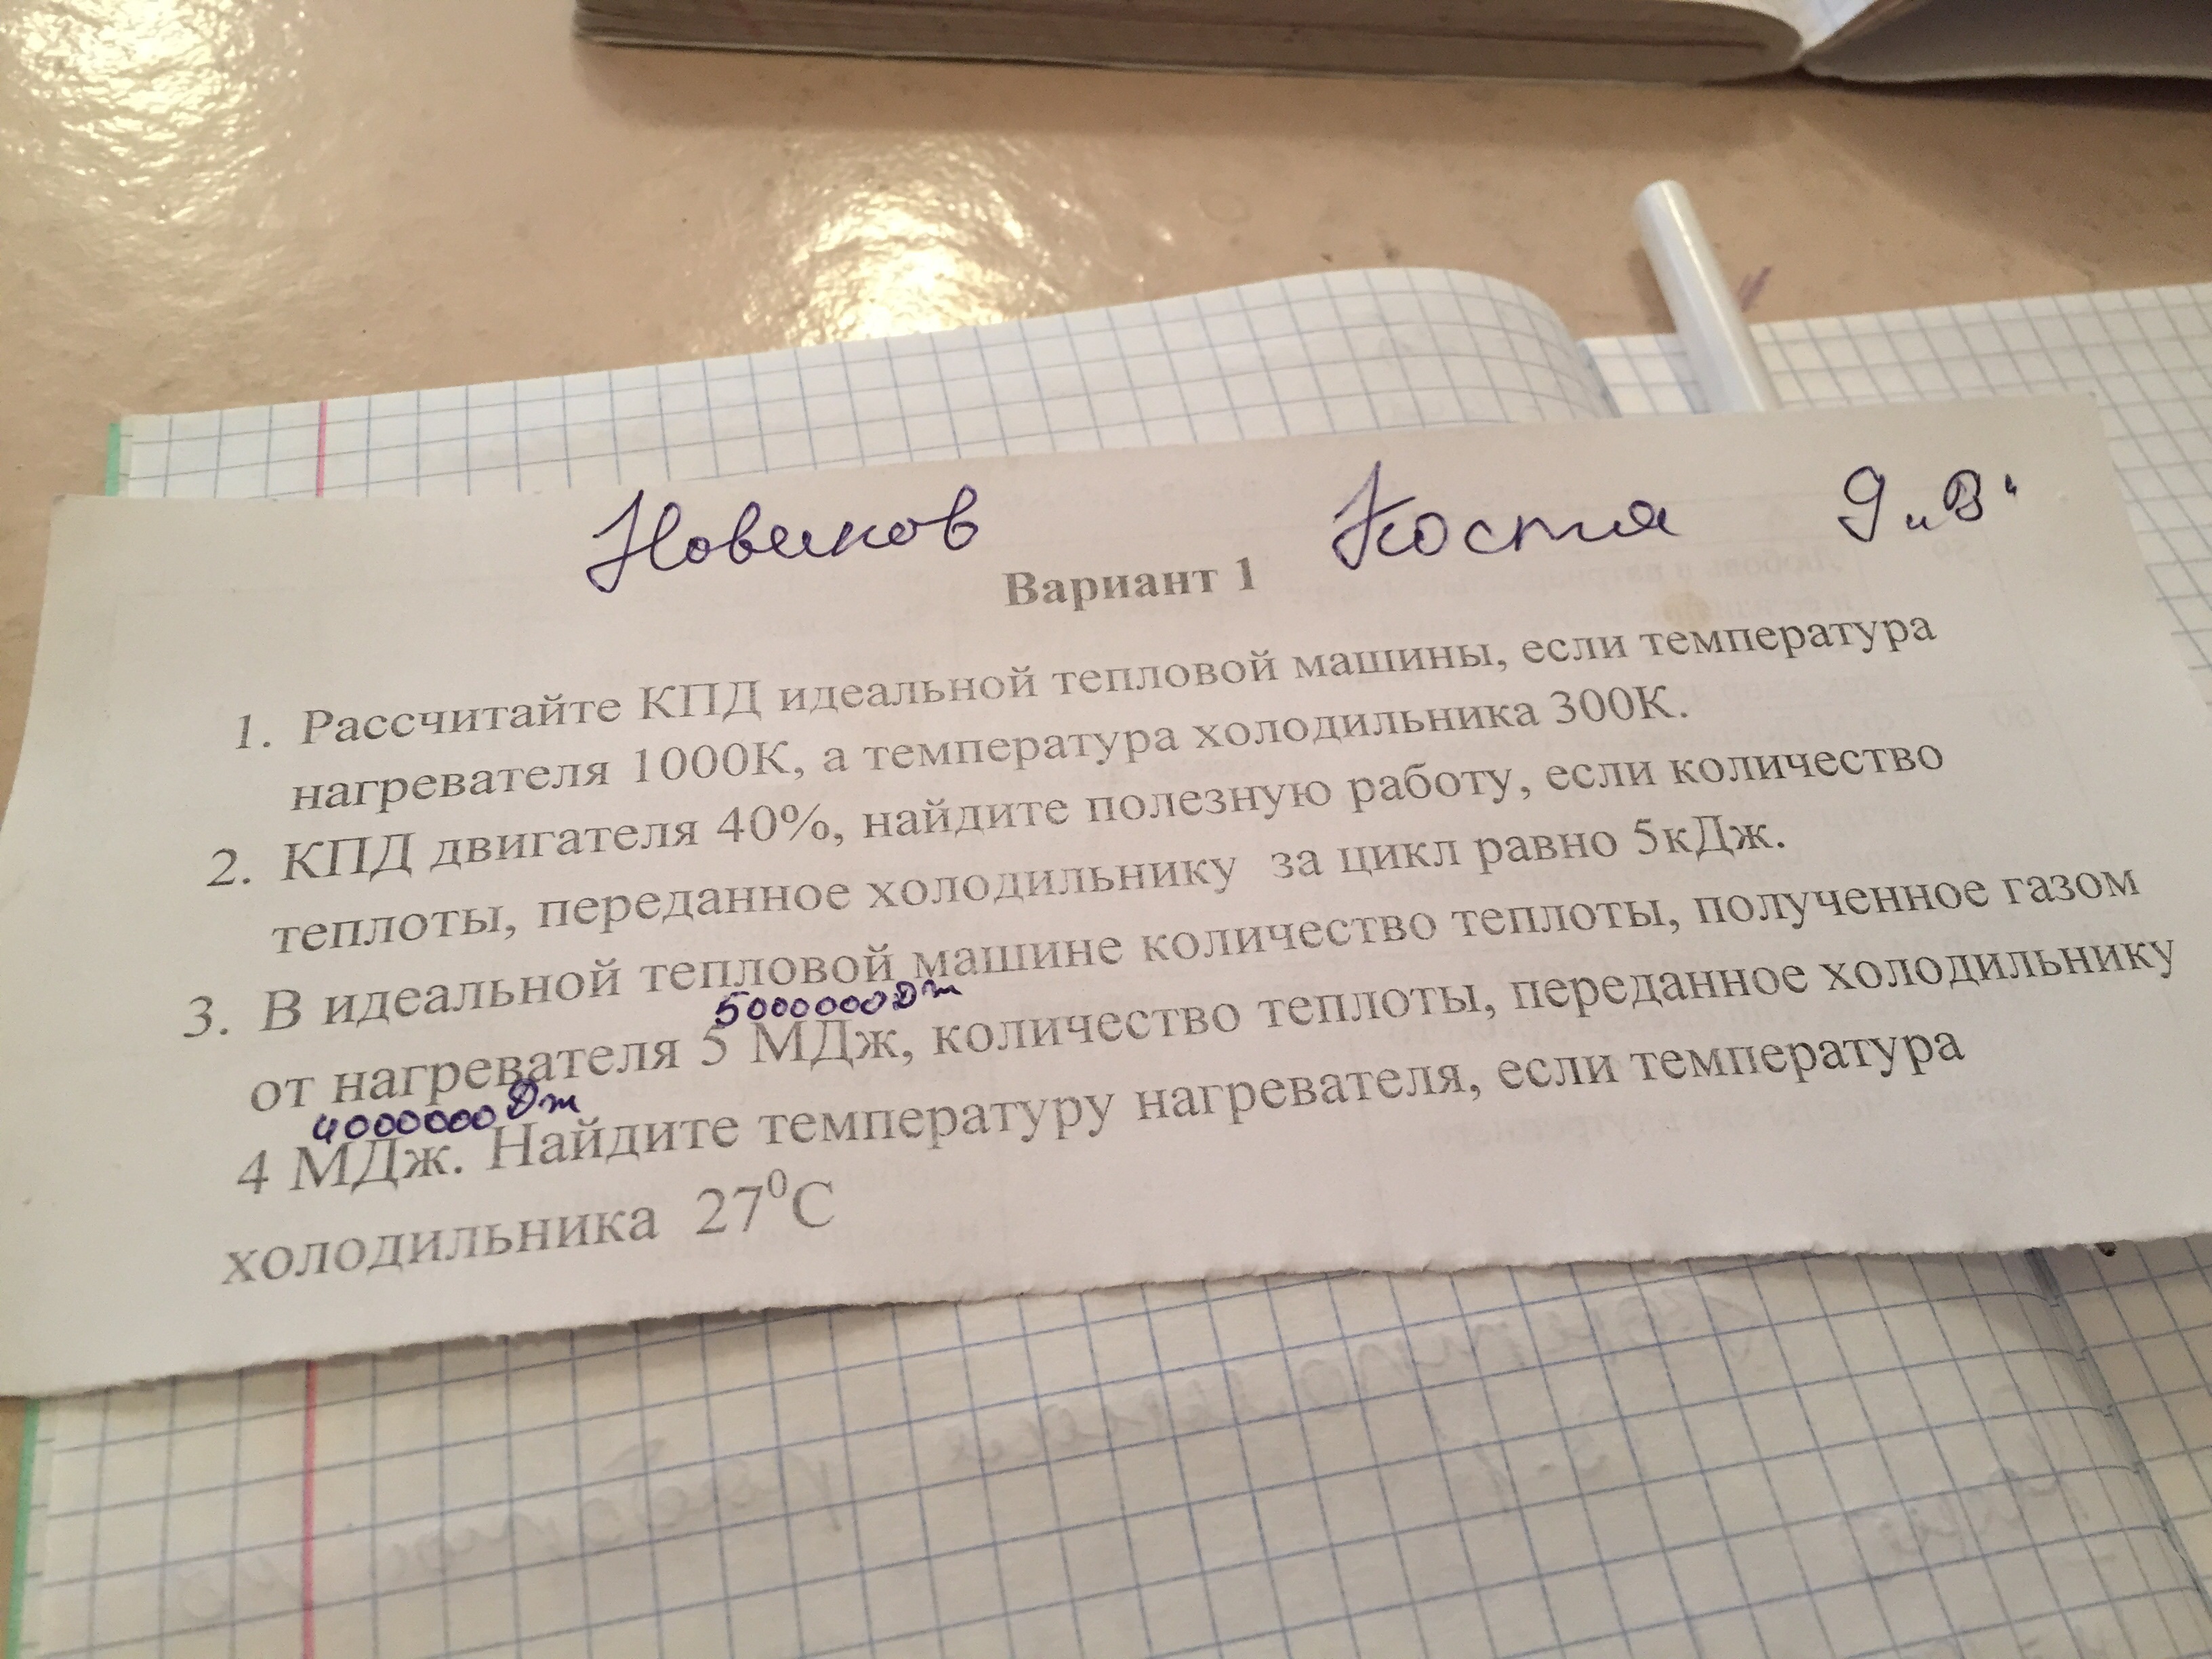 Новиков Костя 9 „В“
Вариант 1
1. Рассчитайте КПД идеальной тепловой машины, если температура
нагревателя 1000К, а температура холодильника 300К.
2. КПД двигателя 40%, найдите полезную работу, если количество
теплоты, переданное холодильнику за цикл равно 5кДж.
3. В идеальной тепловой машине количество теплоты, полученное газом
5000000Дж
от нагревателя 5 МДж, количество теплоты, переданное холодильнику
4000000Дж
4 МДж. Найдите температуру нагревателя, если температура
холодильника 27⁰С